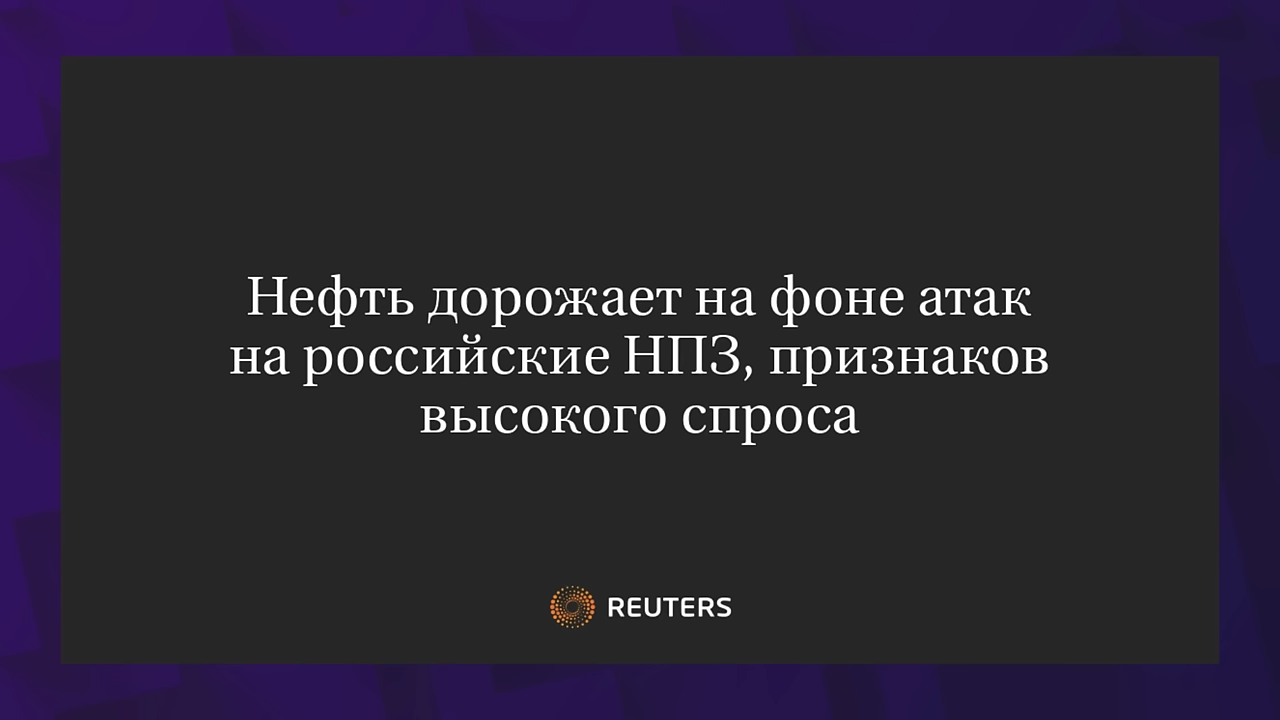 Нефть дорожает на фоне атак
на российские НПЗ, признаков
высокого спроса
REUTERS